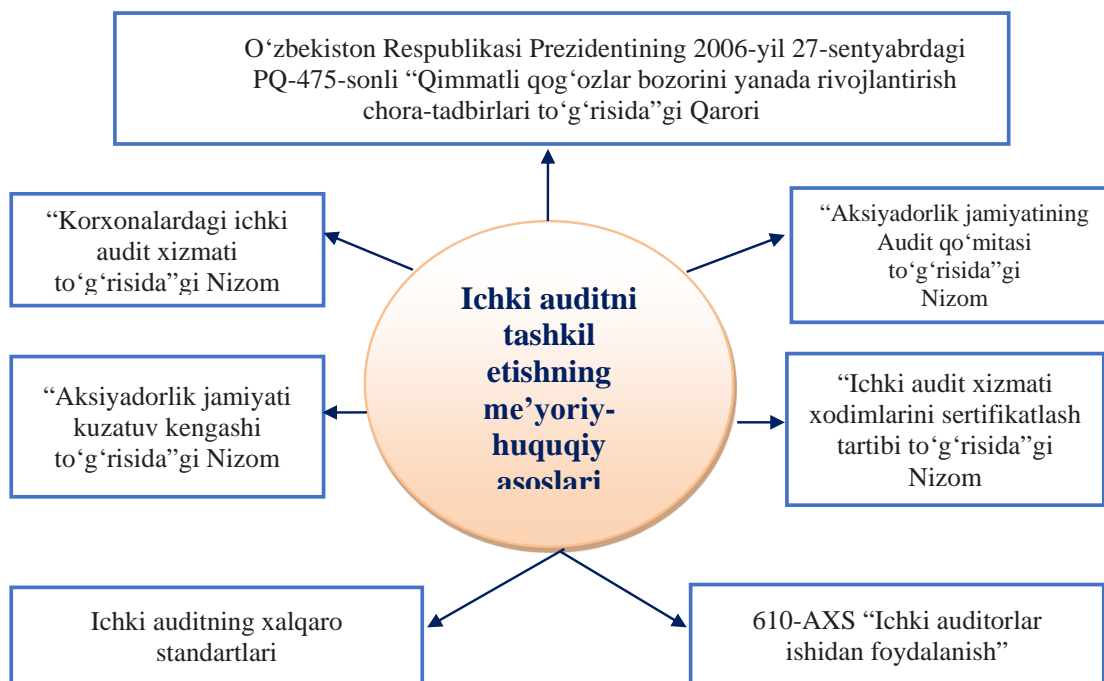 O‘zbekiston Respublikasi Prezidentining 2006-yil 27-sentyabrdagi
PQ-475-sonli “Qimmatli qog‘ozlar bozorini yanada rivojlantirish
chora-tadbirlari to‘g‘risida”gi Qarori
“Korxonalardagi ichki
audit xizmati
to‘g‘risida”gi Nizom
“Aksiyadorlik jamiyatining
Audit qo‘mitasi
to‘g‘risida”gi
Nizom
Ichki auditni
tashkil
etishning
me’yoriy-
huquqiy
asoslari
“Aksiyadorlik jamiyati
kuzatuv kengashi
to‘g‘risida”gi Nizom
“Ichki audit xizmati
xodimlarini sertifikatlash
tartibi to‘g‘risida”gi
Nizom
Ichki auditning xalqaro
standartlari
610-AXS “Ichki auditorlar
ishidan foydalanish”